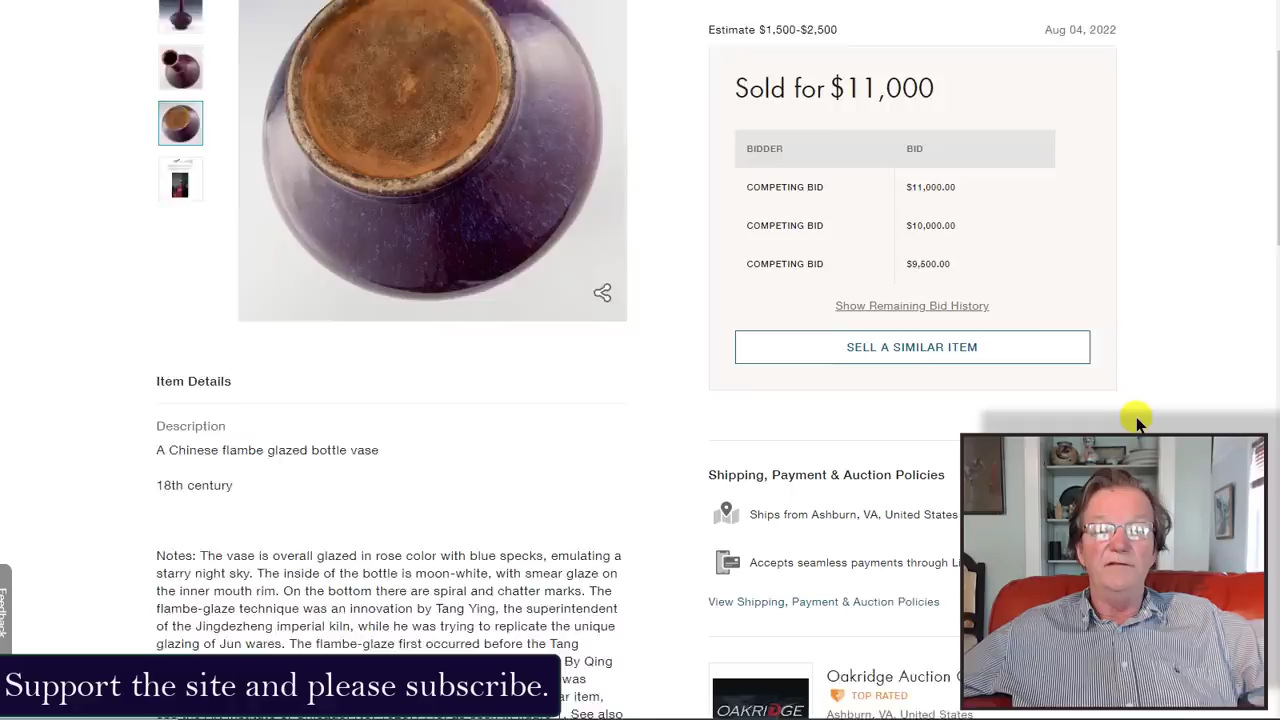 Estimate $1,500-$2,500
Aug 04, 2022
Sold for $11,000
BIDDER BID
COMPETING BID $11,000.00
COMPETING BID $10,000.00
COMPETING BID $9,500.00
Show Remaining Bid History
SELL A SIMILAR ITEM
Item Details
Description
A Chinese flambe glazed bottle vase
18th century
Notes: The vase is overall glazed in rose color with blue specks, emulating a
starry night sky. The inside of the bottle is moon-white, with smear glaze on
the inner mouth rim. On the bottom there are spiral and chatter marks. The
flambe-glaze technique was an innovation by Tang Ying, the superintendent
of the Jingdezheng imperial kiln, while he was trying to replicate the unique
glazing of Jun wares. The flambe-glaze first occurred before the Tang
By Qing
was
item,
See also
Shipping, Payment & Auction Policies
Ships from Ashburn, VA, United States
Accepts seamless payments through Li
View Shipping, Payment & Auction Policies
Oakridge Auction
TOP RATED
Ashburn, VA, United States
OAKRIDGE
Feedback
Support the site and please subscribe.